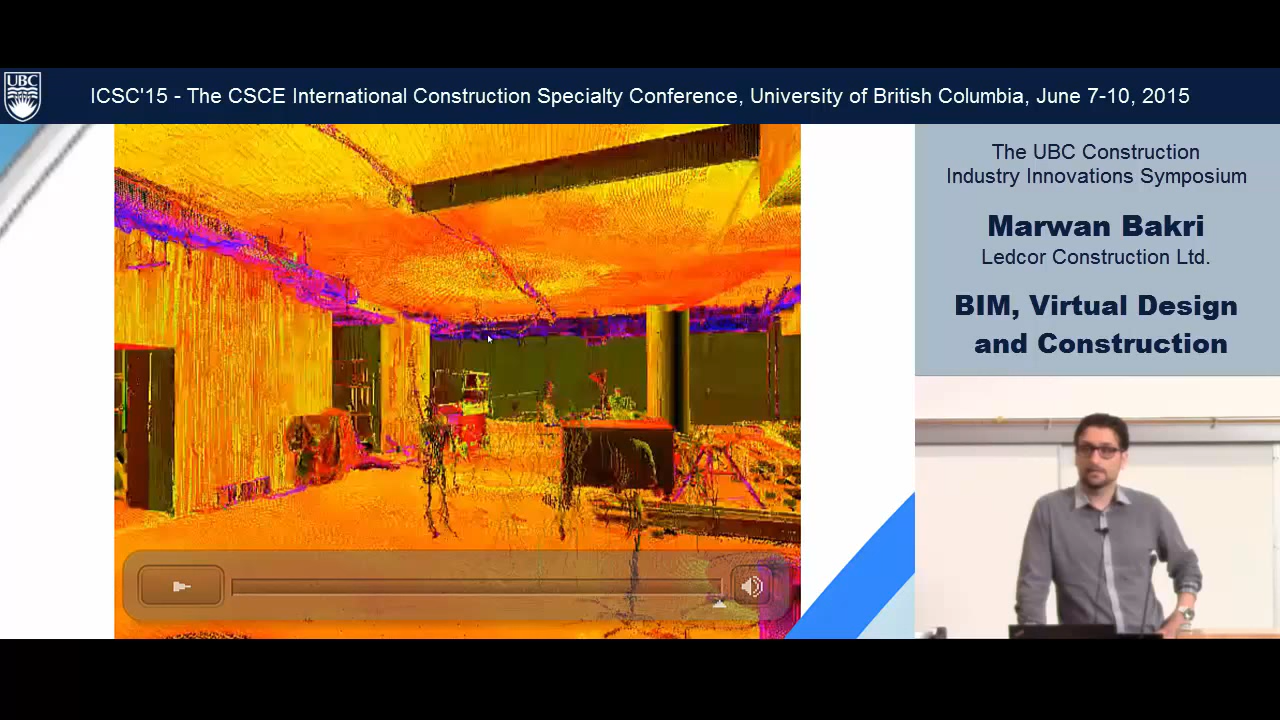 UBC
ICSC'15 - The CSCE International Construction Specialty Conference, University of British Columbia, June 7-10, 2015
The UBC Construction
Industry Innovations Symposium
Marwan Bakri
Ledcor Construction Ltd.
BIM, Virtual Design
and Construction